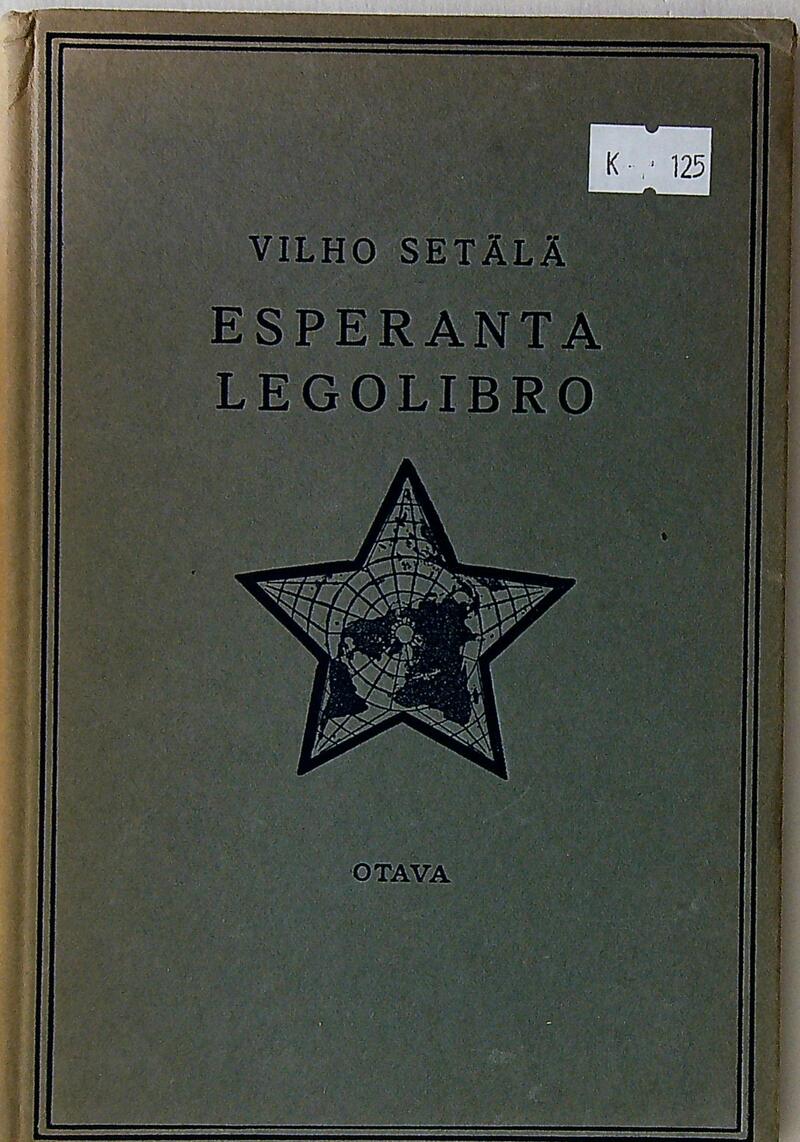 K 125
VILHO SETÄLÄ
ESPERANTA
LEGOLIBRO
OTAVA